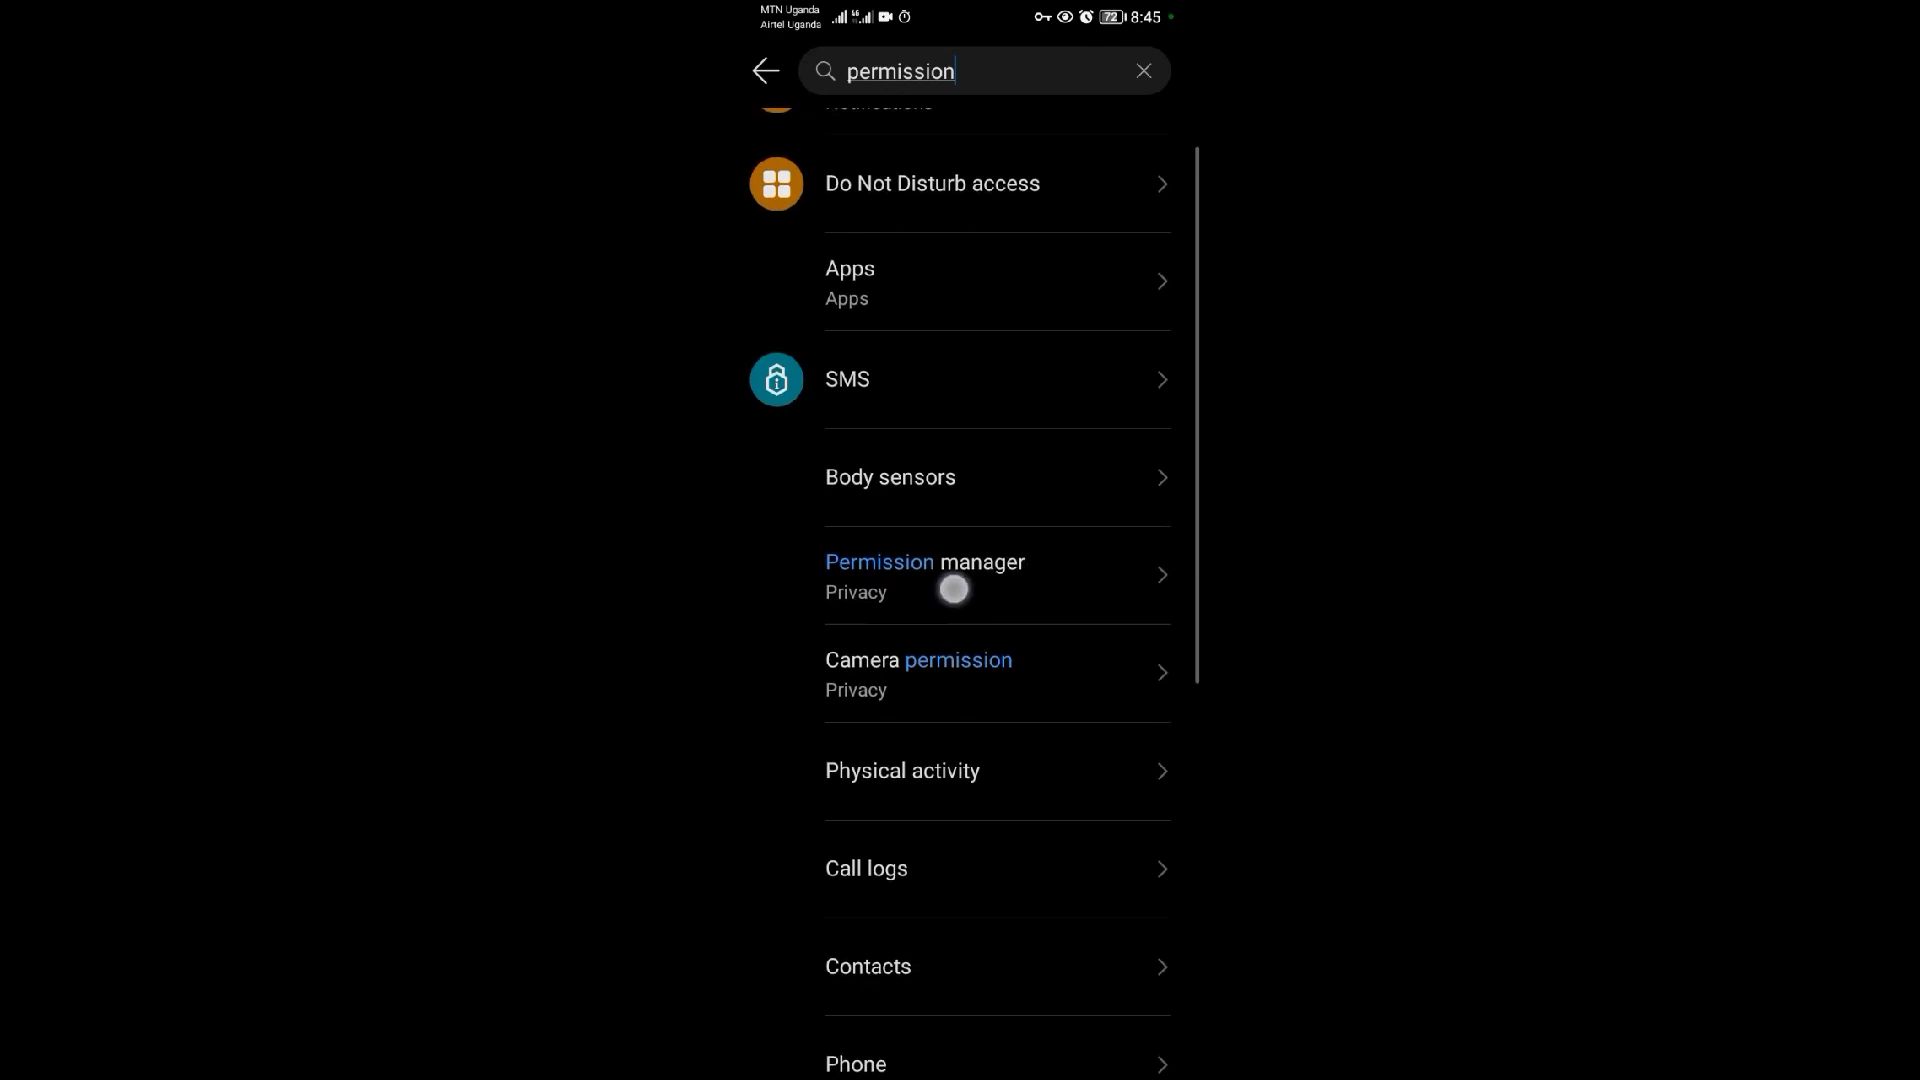 MTN Uganda
Airtel Uganda
72
8:45
permission
Notifications
Do Not Disturb access
Apps
Apps
SMS
Body sensors
Permission manager
Privacy
Camera permission
Privacy
Physical activity
Call logs
Contacts
Phone